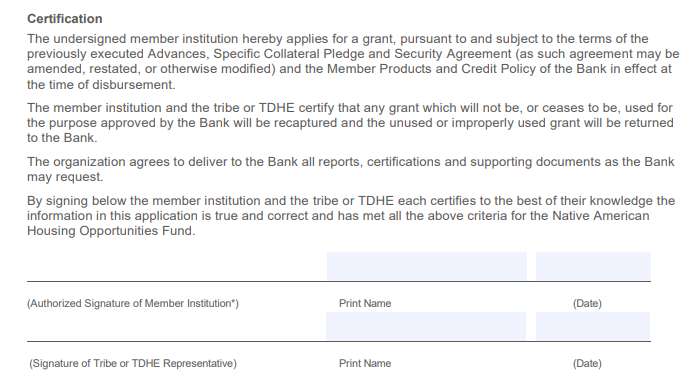 Certification
The undersigned member institution hereby applies for a grant, pursuant to and subject to the terms of the
previously executed Advances, Specific Collateral Pledge and Security Agreement (as such agreement may be
amended, restated, or otherwise modified) and the Member Products and Credit Policy of the Bank in effect at
the time of disbursement.
The member institution and the tribe or TDHE certify that any grant which will not be, or ceases to be, used for
the purpose approved by the Bank will be recaptured and the unused or improperly used grant will be returned
to the Bank.
The organization agrees to deliver to the Bank all reports, certifications and supporting documents as the Bank
may request.
By signing below the member institution and the tribe or TDHE each certifies to the best of their knowledge the
information in this application is true and correct and has met all the above criteria for the Native American
Housing Opportunities Fund.
(Authorized Signature of Member Institution*) Print Name (Date)
(Signature of Tribe or TDHE Representative) Print Name (Date)